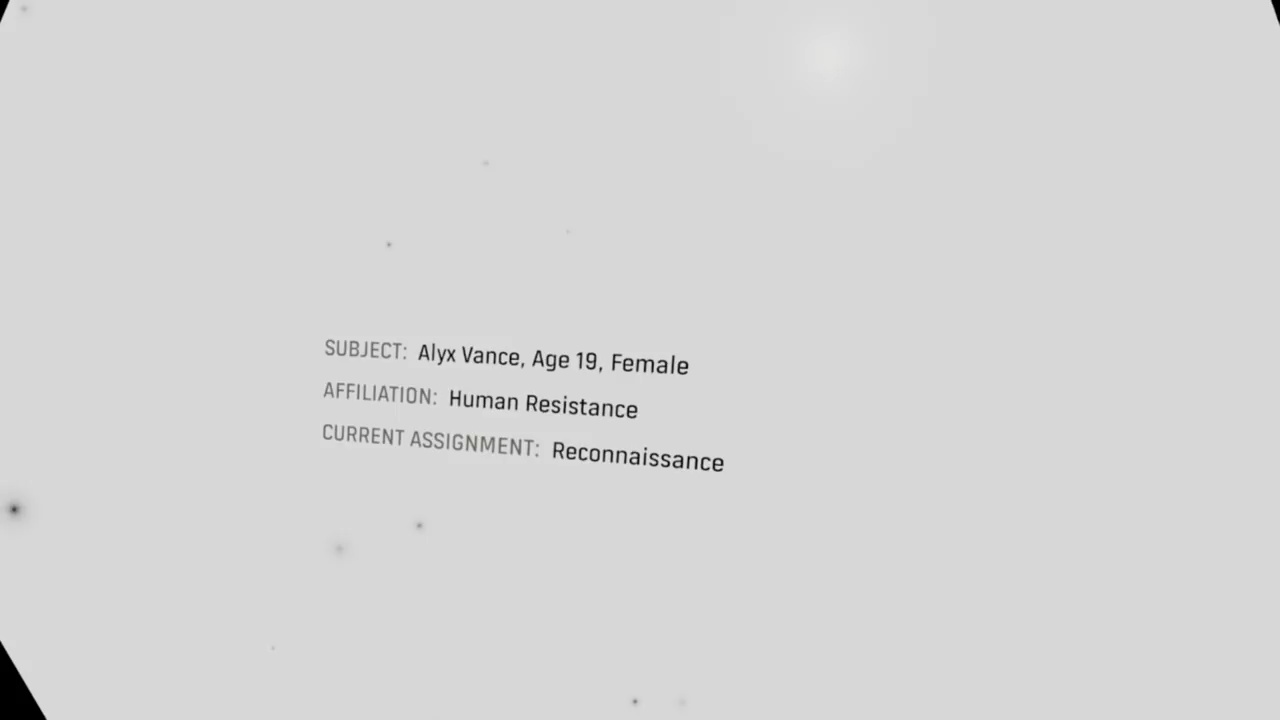 SUBJECT: Alyx Vance, Age 19, Female
AFFILIATION: Human Resistance
CURRENT ASSIGNMENT: Reconnaissance